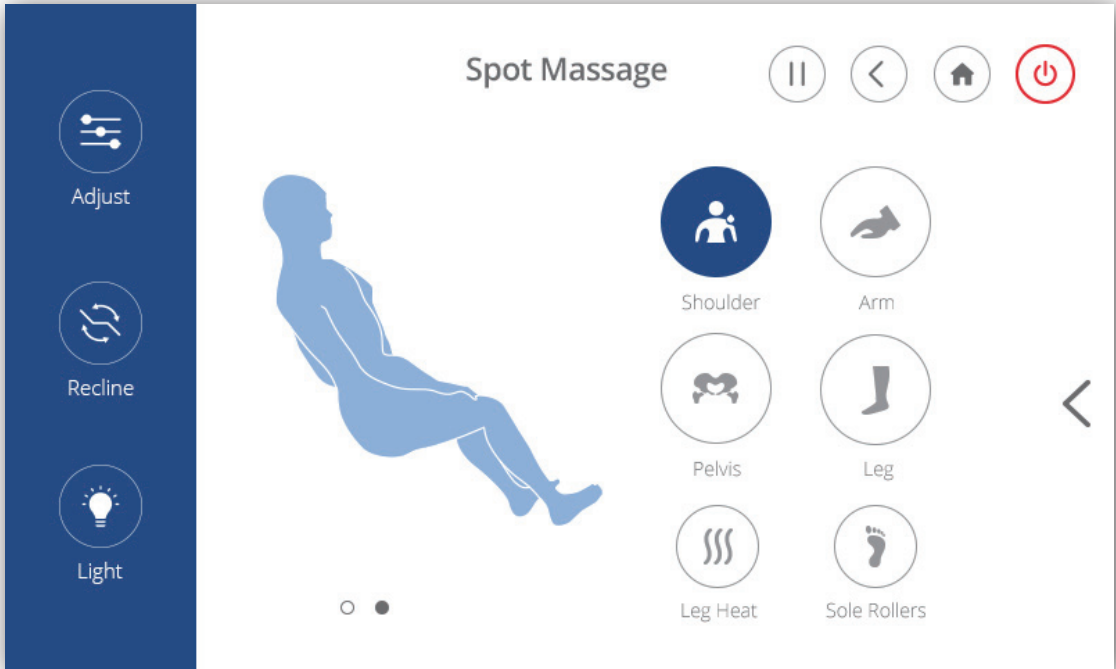 Spot Massage
Adjust
Recline
Light
Shoulder
Arm
Pelvis
Leg
Leg Heat
Sole Rollers